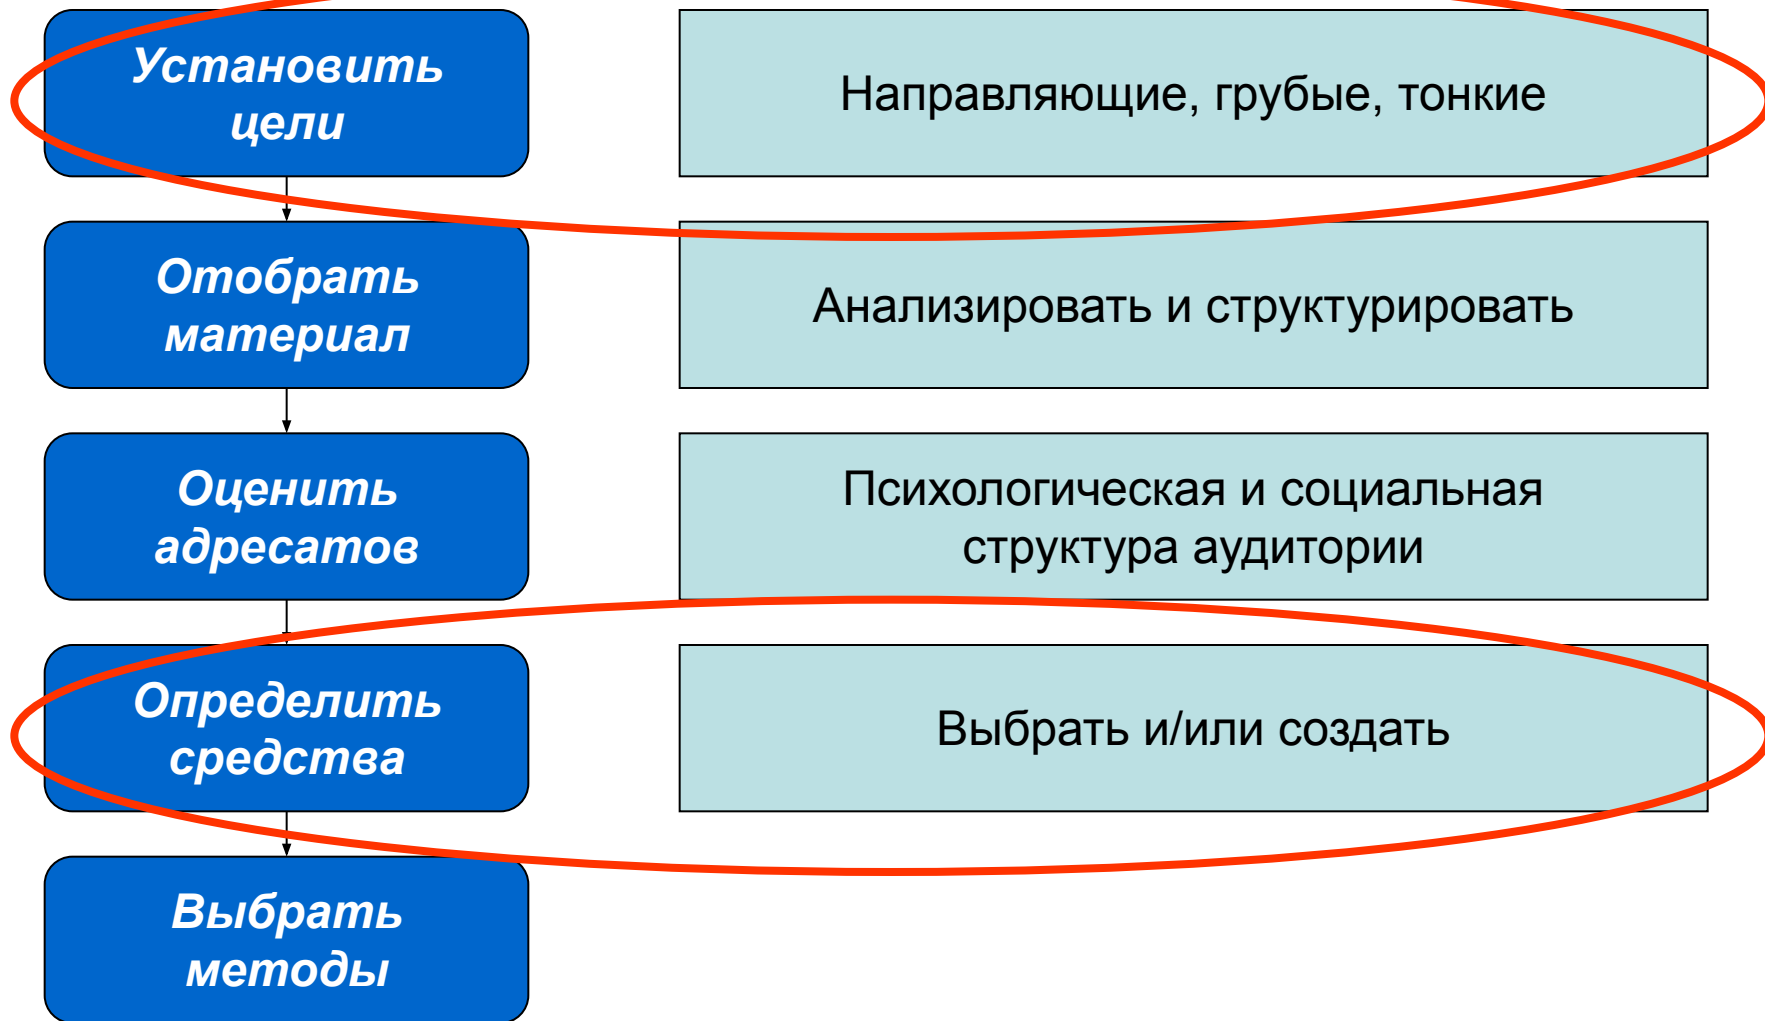 Установить
цели
Направляющие, грубые, тонкие
Отобрать
материал
Анализировать и структурировать
Оценить
адресатов
Психологическая и социальная
структура аудитории
Определить
средства
Выбрать и/или создать
Выбрать
методы